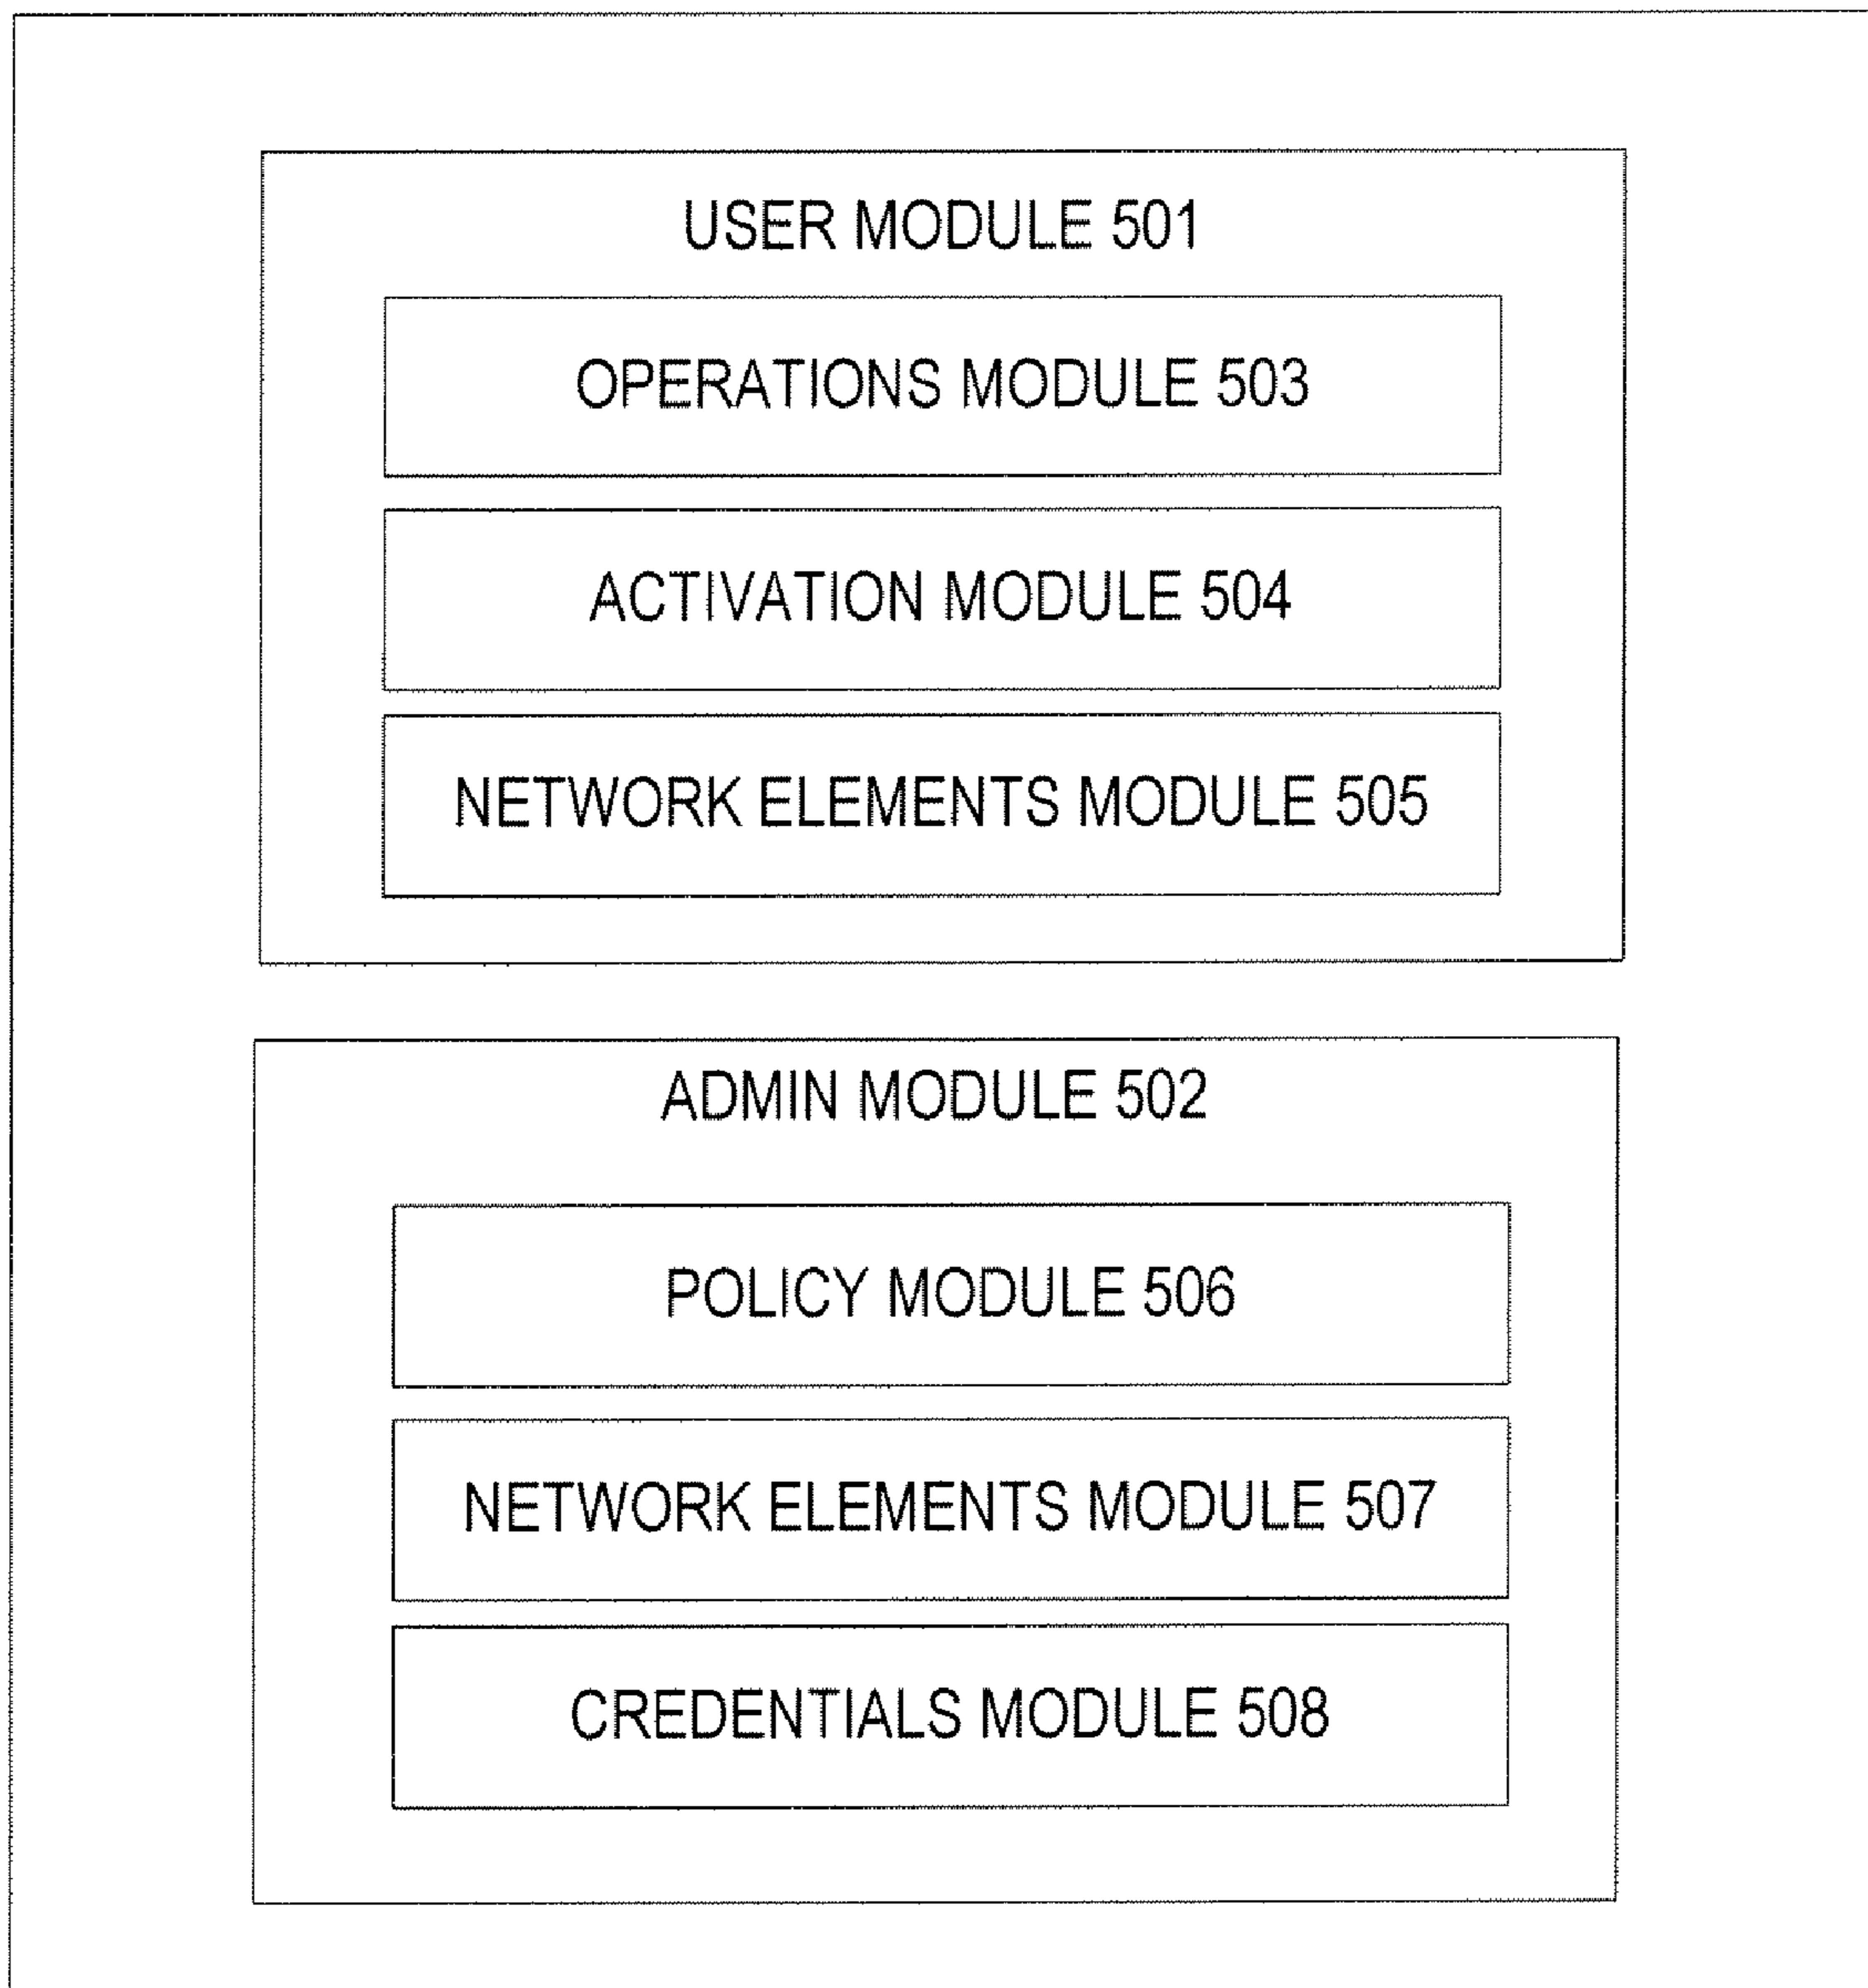 USER MODULE 501
OPERATIONS MODULE 503
ACTIVATION MODULE 504
NETWORK ELEMENTS MODULE 505
ADMIN MODULE 502
POLICY MODULE 506
NETWORK ELEMENTS MODULE 507
CREDENTIALS MODULE 508